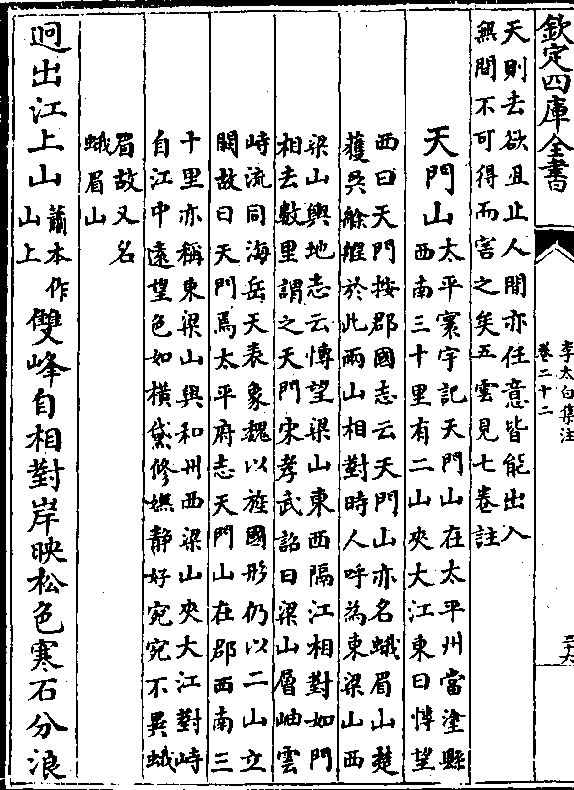 欽定四庫全書
李太白集注
卷二十二
三十六
天則去欲且止人間亦任意皆能出入
無間不可得而害之矣五雲見七卷註
天門山
太平寰宇記天門山在太平州當塗縣
西南三十里有二山夾大江東曰博望
西曰天門按郡國志云天門山亦名蛾眉山楚
獲呉艅艎於此兩山相對時人呼為東梁山西
梁山輿地志云博望梁山東西隔江相對如門
相去數里謂之天門宋孝武詔曰梁山層岫雲
峙流同海岳天表象魏以旌國形仍以二山立
闕故曰天門焉太平府志天門山在郡西南三
十里亦稱東梁山與和州西梁山夾大江對峙
自江中遠望色如橫黛修嫵靜好宛宛不異蛾
眉故又名
蛾眉山
迥出江上山
蕭本作
山上
雙峰自相對岸映松色寒石分浪